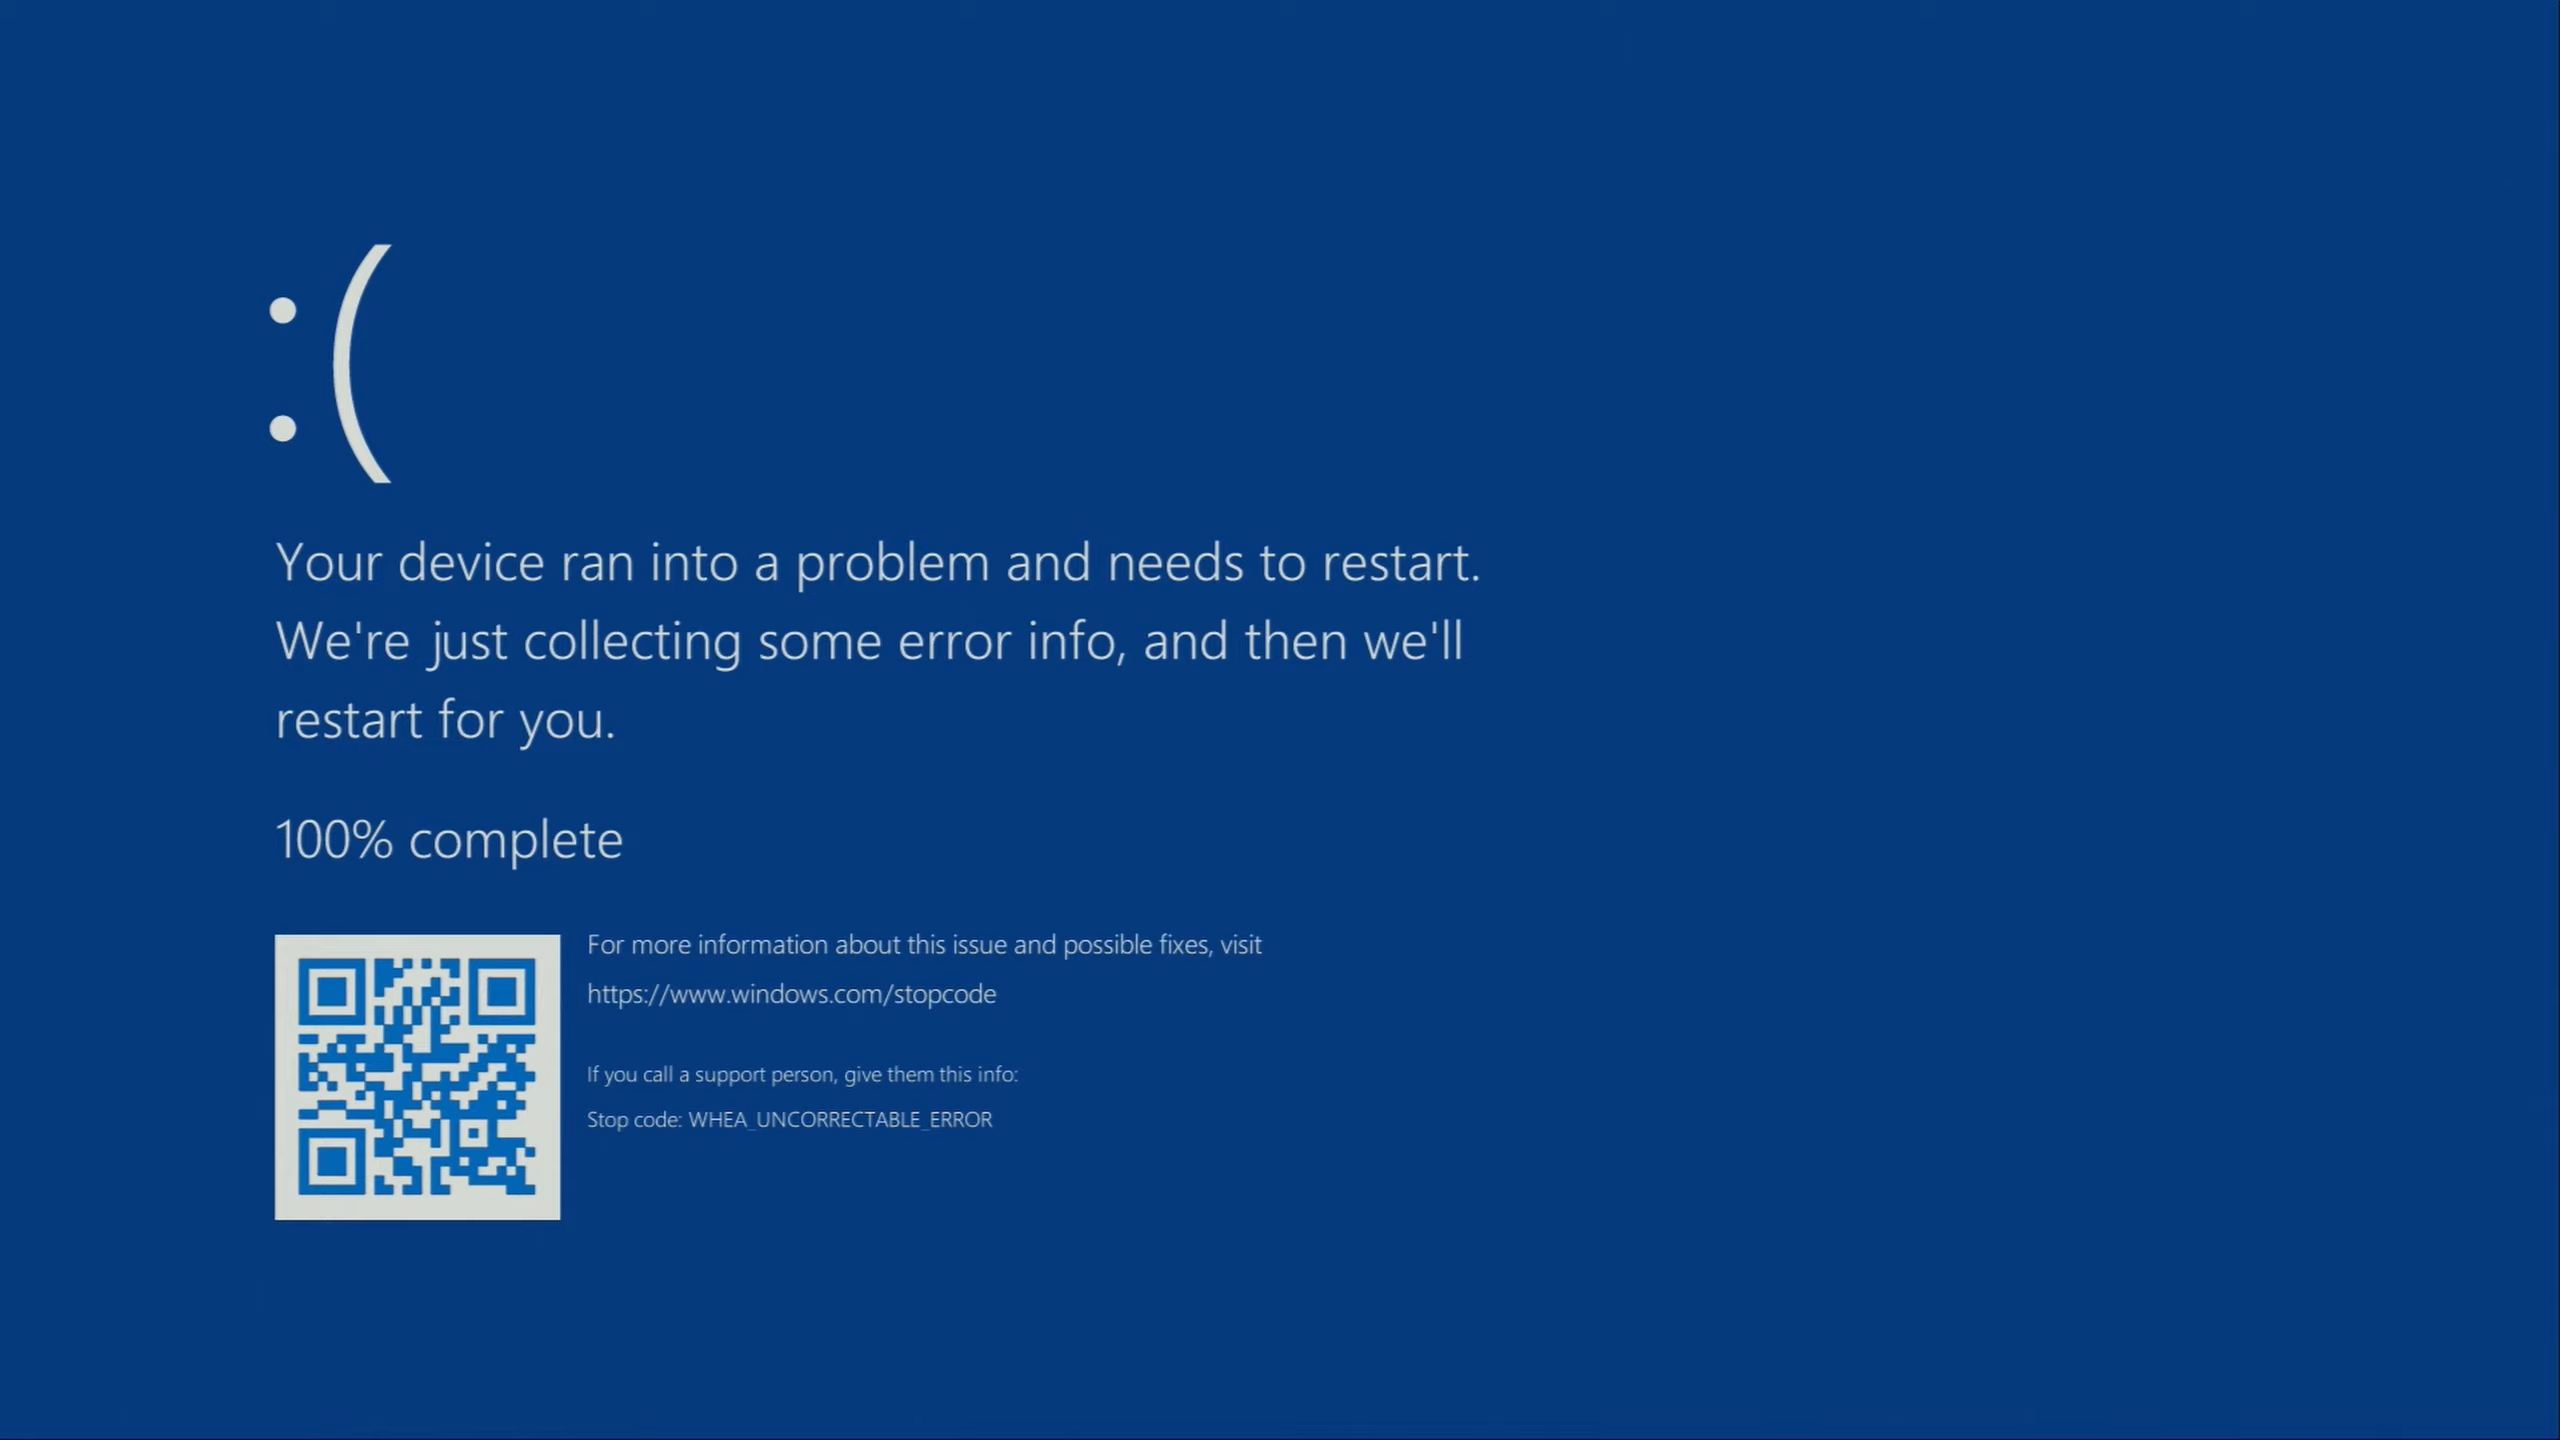 :(
Your device ran into a problem and needs to restart.
We're just collecting some error info, and then we'll
restart for you.
100% complete
For more information about this issue and possible fixes, visit
https://www.windows.com/stopcode
If you call a support person, give them this info:
Stop code: WHEA_UNCORRECTABLE_ERROR